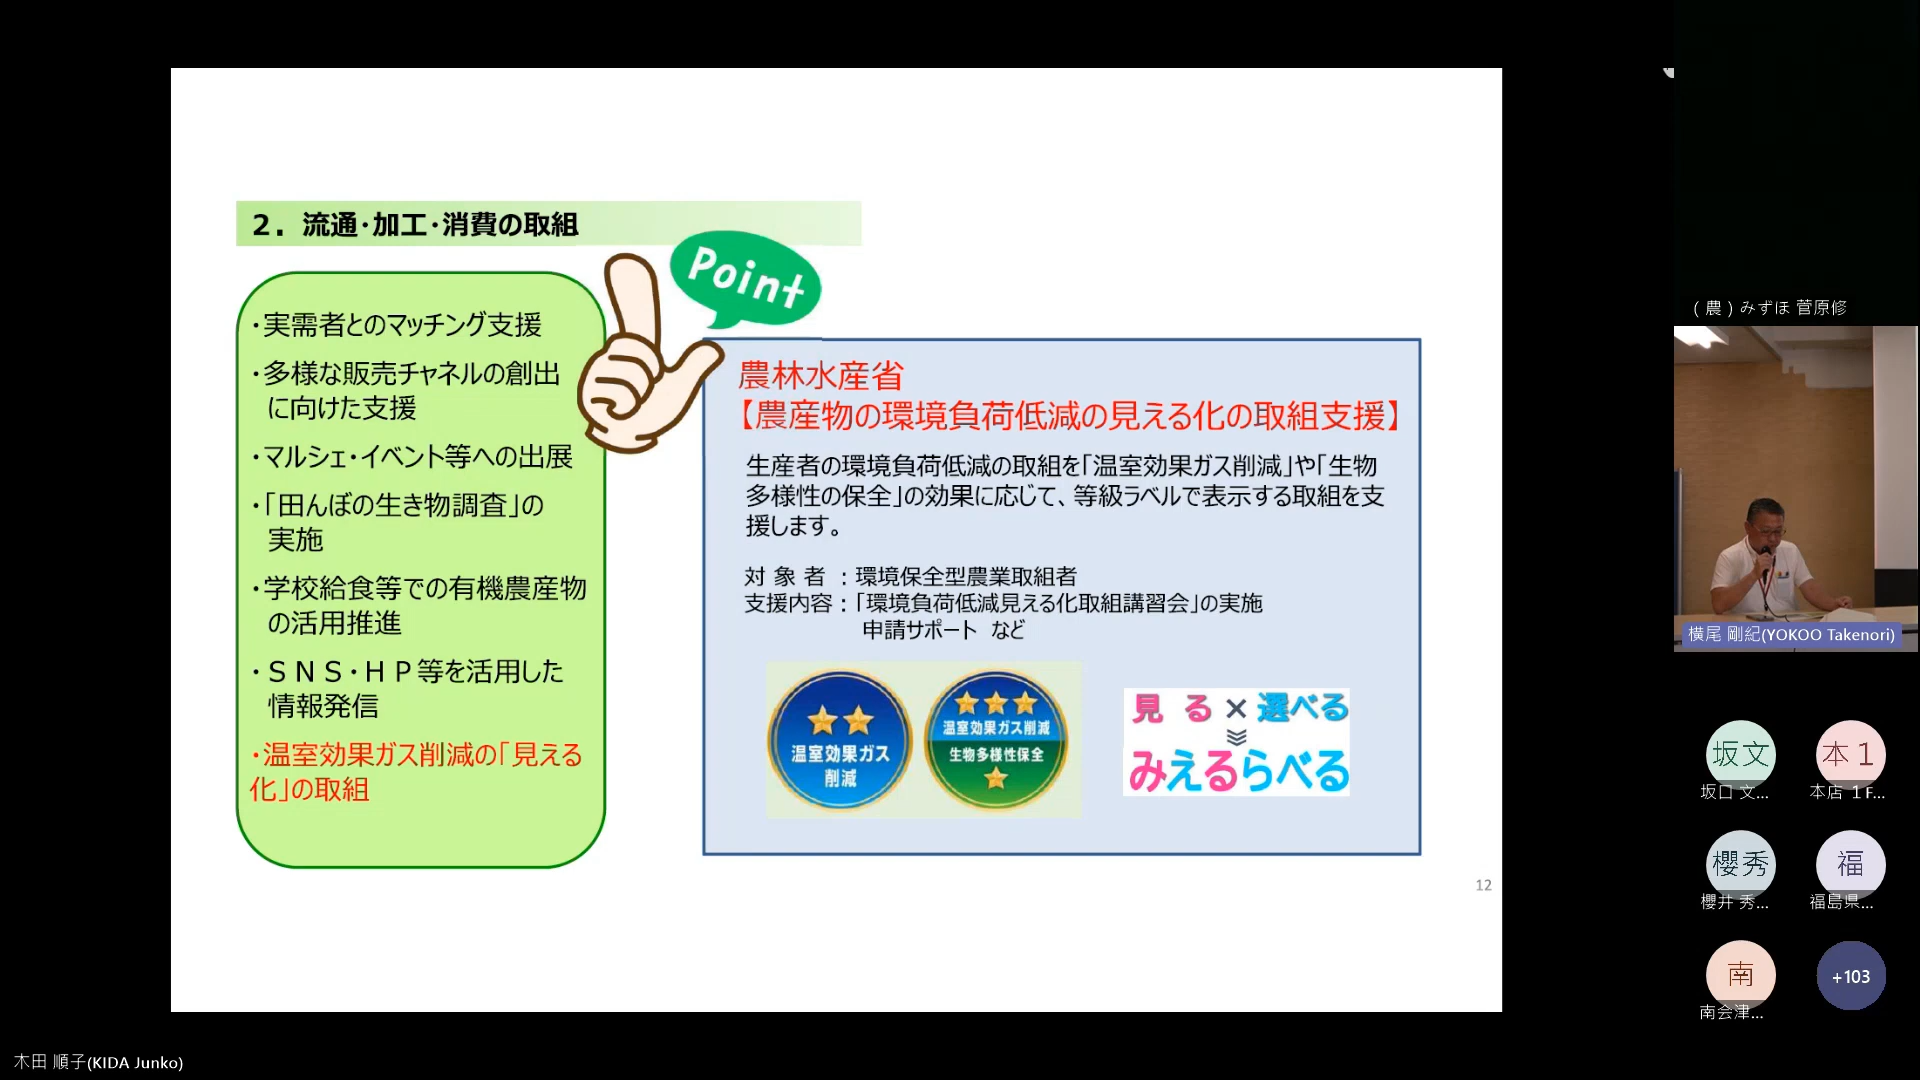 ２．流通･加工･消費の取組
Point
･実需者とのマッチング支援
･多様な販売チャネルの創出
に向けた支援
･マルシェ･イベント等への出展
･｢田んぼの生き物調査｣の
実施
･学校給食等での有機農産物
の活用推進
･ＳＮＳ･ＨＰ等を活用した
情報発信
･温室効果ガス削減の｢見える
化｣の取組
農林水産省
【農産物の環境負荷低減の見える化の取組支援】
生産者の環境負荷低減の取組を｢温室効果ガス削減｣や｢生物
多様性の保全｣の効果に応じて、等級ラベルで表示する取組を支
援します。
対 象 者 ：環境保全型農業取組者
支援内容：｢環境負荷低減見える化取組講習会｣の実施
申請サポート など
温室効果ガス
削減
温室効果ガス削減
生物多様性保全
見る×選べる
みえるらべる
12
( 農 ) みずほ 菅原修
横尾 剛紀(YOKOO Takenori)
坂文
坂口 文...
本１
本店 １F...
櫻秀
櫻井 秀...
福
福島県...
南
南会津...
+103
木田 順子(KIDA Junko)